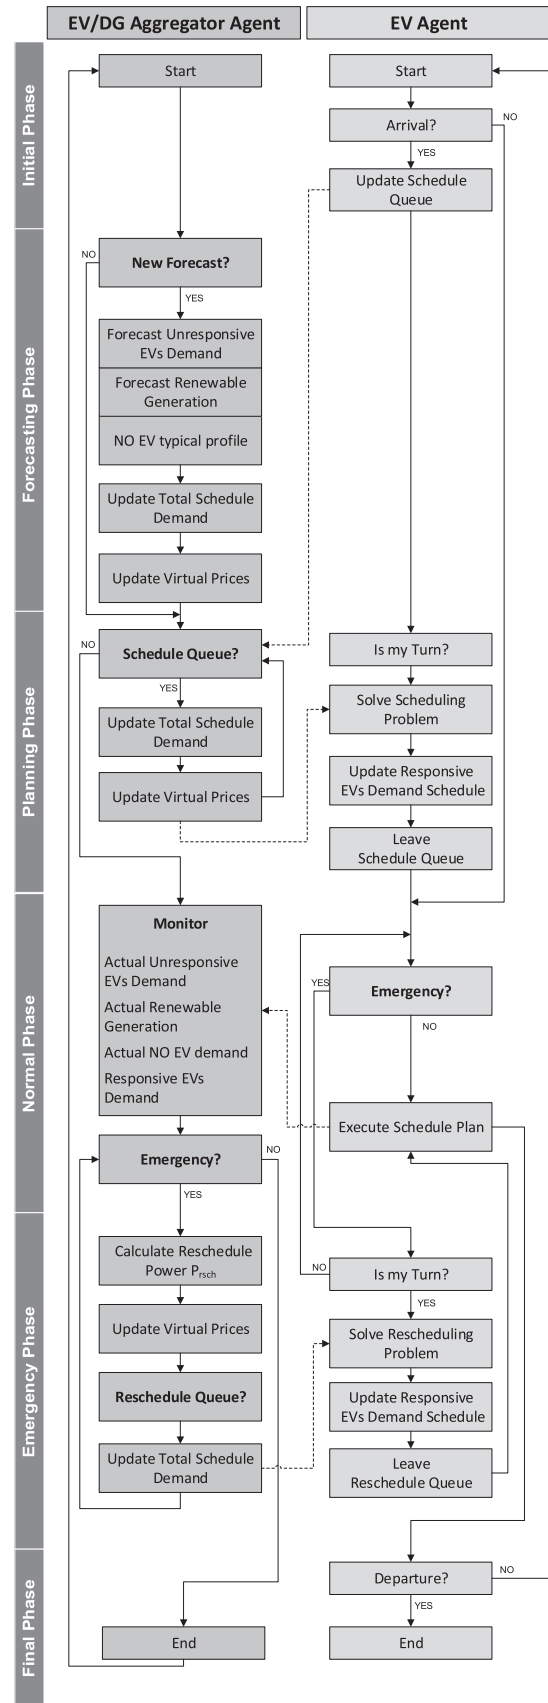 EV/DG Aggregator Agent
EV Agent
Initial Phase
Start
Start
Arrival?
NO
YES
Update Schedule
Queue
Forecasting Phase
NO
New Forecast?
YES
Forecast Unresponsive
EVs Demand
Forecast Renewable
Generation
NO EV typical profile
Update Total Schedule
Demand
Update Virtual Prices
Planning Phase
NO
Schedule Queue?
YES
Update Total Schedule
Demand
Update Virtual Prices
Is my Turn?
Solve Scheduling
Problem
Update Responsive
EVs Demand Schedule
Leave
Schedule Queue
Normal Phase
Monitor
Actual Unresponsive
EVs Demand
Actual Renewable
Generation
Actual NO EV demand
Responsive EVs
Demand
Emergency?
NO
YES
YES
Emergency?
NO
Execute Schedule Plan
Emergency Phase
Calculate Reschedule
Power Prsch
Update Virtual Prices
Reschedule Queue?
Update Total Schedule
Demand
NO
Is my Turn?
YES
Solve Rescheduling
Problem
Update Responsive
EVs Demand Schedule
Leave
Reschedule Queue
Final Phase
Departure?
NO
YES
End
End